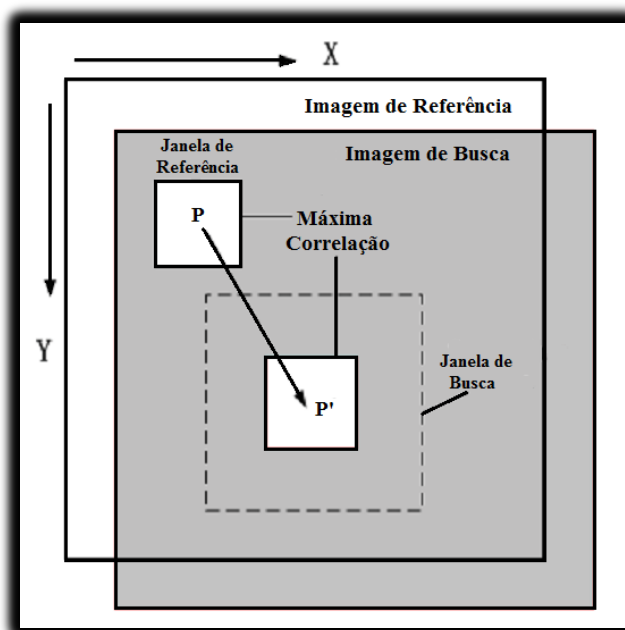 X
Imagem de Referência
Janela de
Referência
Imagem de Busca
P
Máxima
Correlação
Y
Janela de
Busca
P'